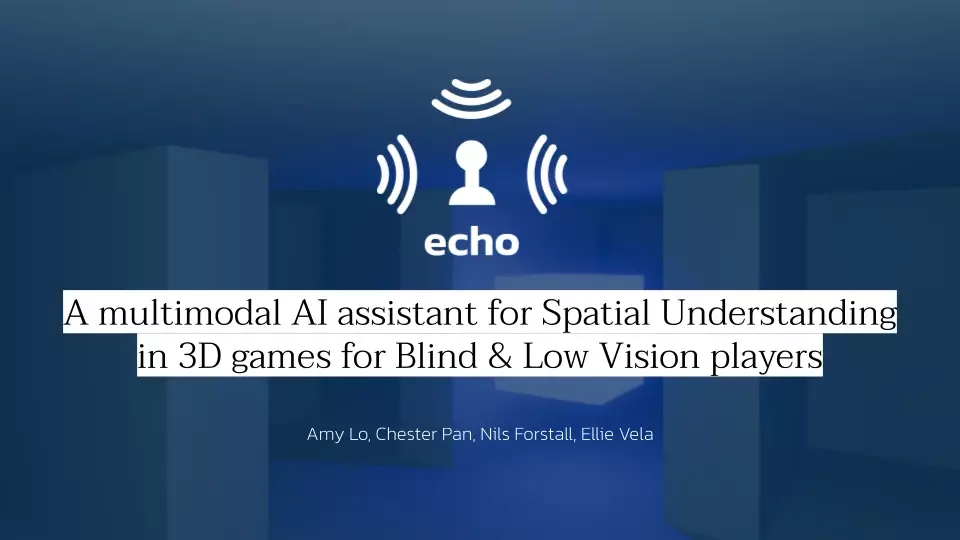 echo
A multimodal AI assistant for Spatial Understanding
in 3D games for Blind & Low Vision players
Amy Lo, Chester Pan, Nils Forstall, Ellie Vela